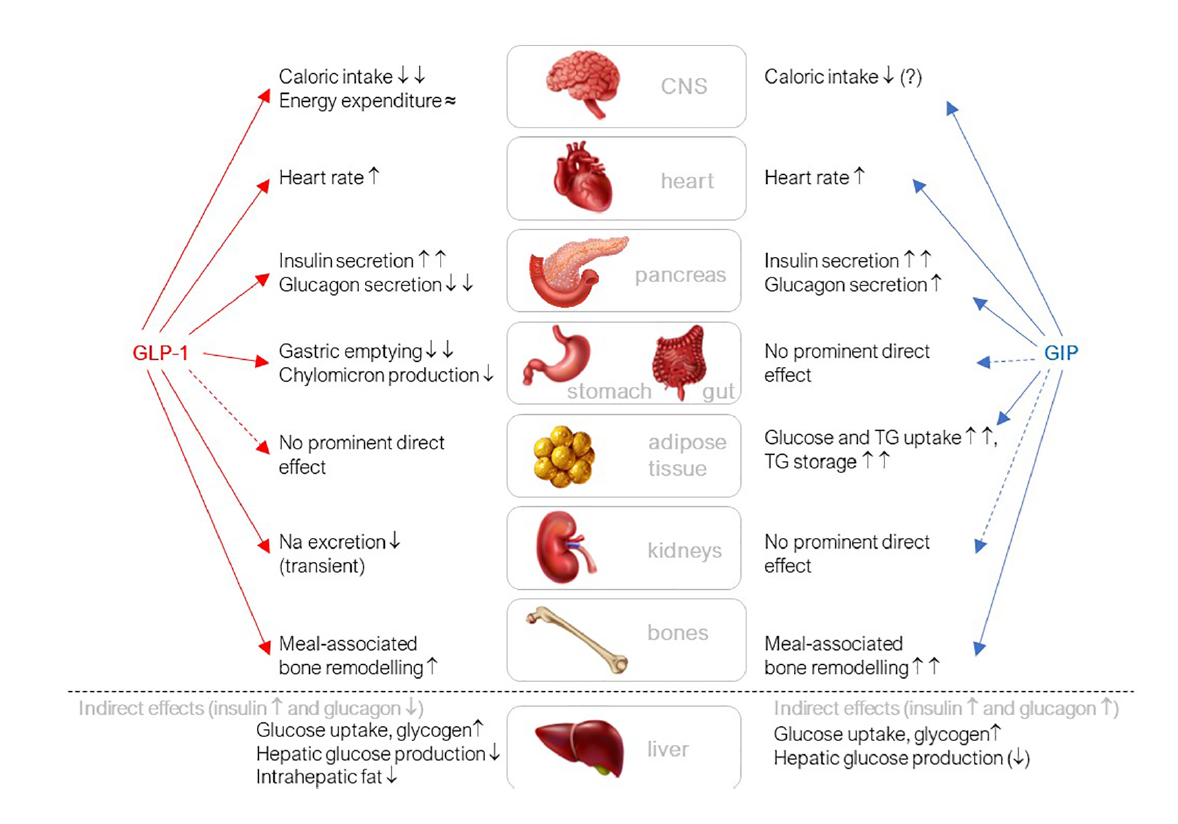 Caloric intake ↓ ↓
Energy expenditure ≈
CNS
Caloric intake ↓ (?)
Heart rate ↑
heart
Heart rate ↑
Insulin secretion ↑ ↑
Glucagon secretion ↓ ↓
pancreas
Insulin secretion ↑ ↑
Glucagon secretion ↑
GLP-1
Gastric emptying ↓ ↓
Chylomicron production ↓
stomach
gut
No prominent direct
effect
GIP
No prominent direct
effect
adipose
tissue
Glucose and TG uptake ↑ ↑,
TG storage ↑ ↑
Na excretion ↓
(transient)
kidneys
No prominent direct
effect
Meal-associated
bone remodelling ↑
bones
Meal-associated
bone remodelling ↑ ↑
Indirect effects (insulin ↑ and glucagon ↓)
Glucose uptake, glycogen↑
Hepatic glucose production ↓
Intrahepatic fat ↓
liver
Indirect effects (insulin ↑ and glucagon ↑)
Glucose uptake, glycogen↑
Hepatic glucose production (↓)